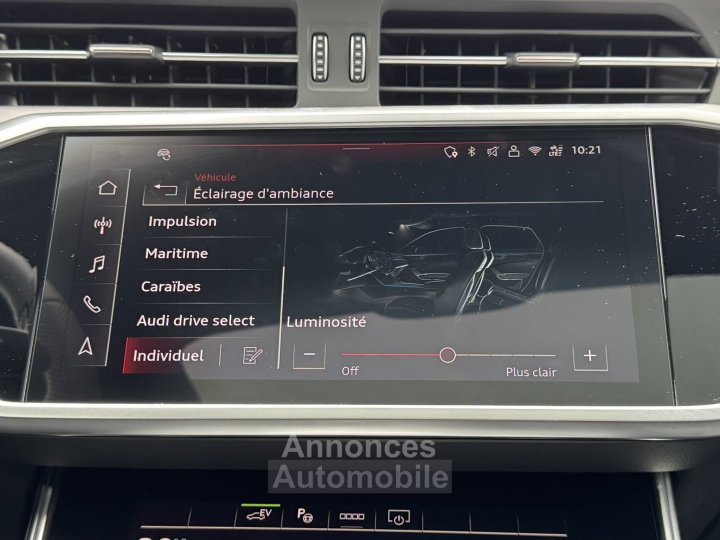 10:21
Véhicule
Éclairage d'ambiance
Impulsion
Maritime
Caraïbes
Audi drive select
Individuel
Luminosité
− +
Off
Plus clair
Annonces
Automobile
EV
P